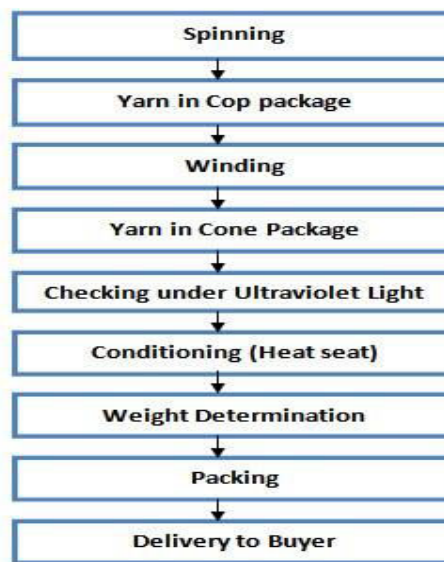 Spinning
Yarn in Cop package
Winding
Yarn in Cone Package
Checking under Ultraviolet Light
Conditioning (Heat seat)
Weight Determination
Packing
Delivery to Buyer